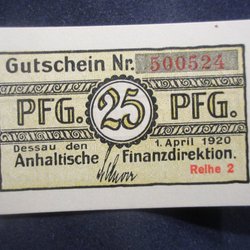 Gutschein Nr. 500524
PFG. 25 PFG.
Dessau den 1. April 1920
Anhaltische Finanzdirektion.
Reihe 2